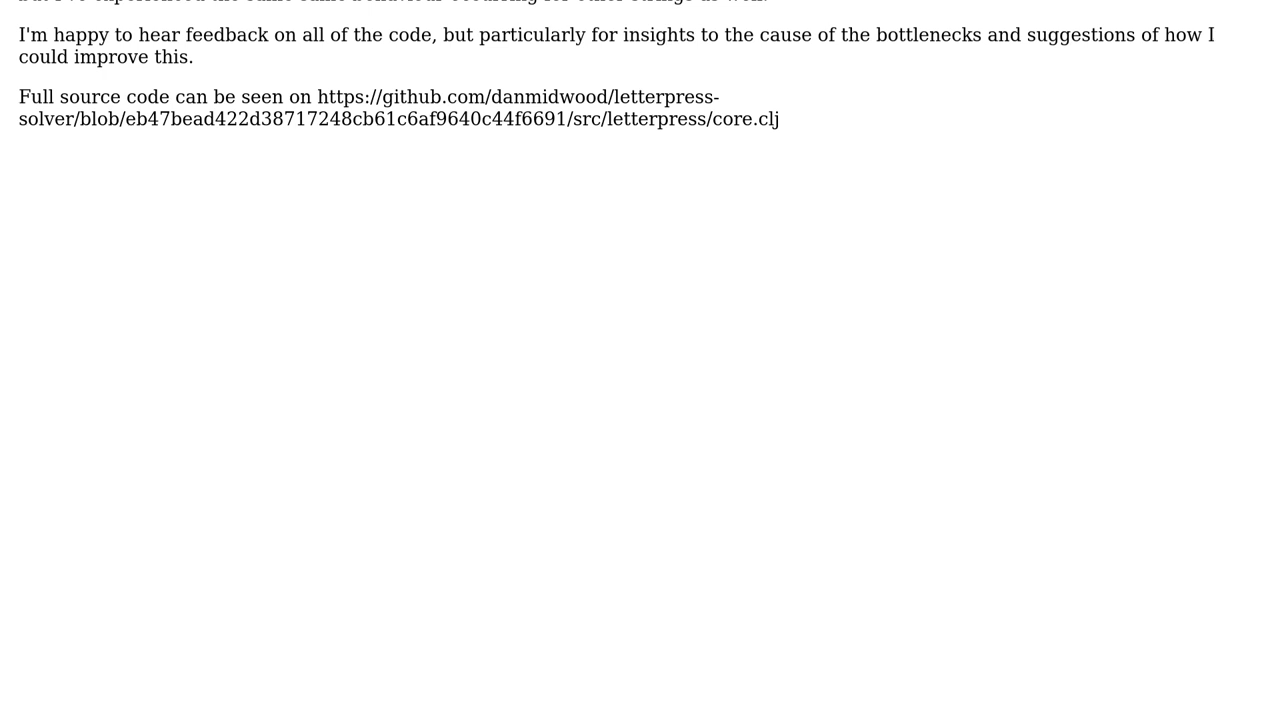 I'm happy to hear feedback on all of the code, but particularly for insights to the cause of the bottlenecks and suggestions of how I
could improve this.
Full source code can be seen on https://github.com/danmidwood/letterpress-
solver/blob/eb47bead422d38717248cb61c6af9640c44f6691/src/letterpress/core.clj